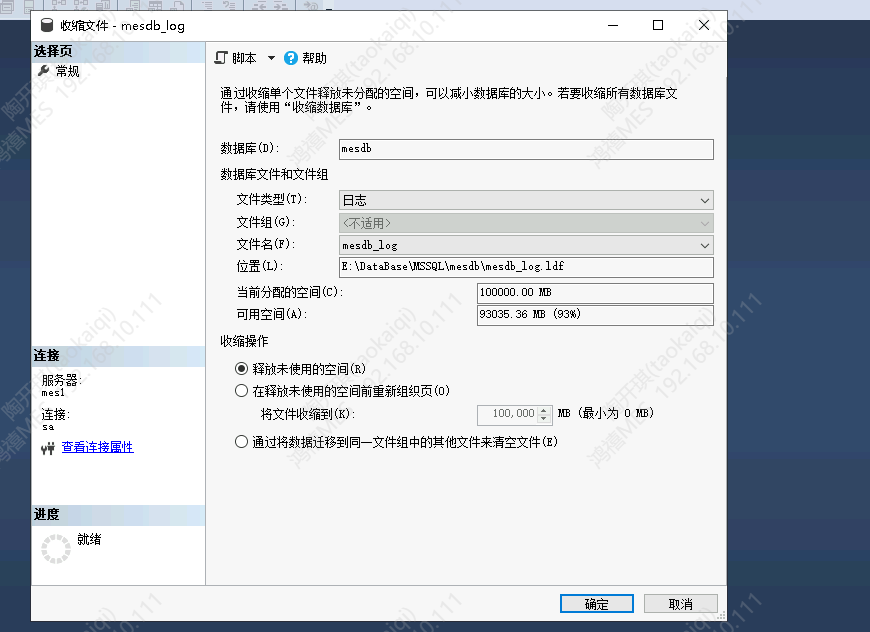 收缩文件 - mesdb_log
选择页
常规
脚本 帮助
通过收缩单个文件释放未分配的空间，可以减小数据库的大小。若要收缩所有数据库文
件，请使用“收缩数据库”。
数据库(D): mesdb
数据库文件和文件组
文件类型(T): 日志
文件组(G): <不适用>
文件名(F): mesdb_log
位置(L): E:\DataBase\MSSQL\mesdb\mesdb_log.ldf
当前分配的空间(C): 100000.00 MB
可用空间(A): 93035.36 MB (93%)
收缩操作
释放未使用的空间(R)
在释放未使用的空间前重新组织页(O)
将文件收缩到(K): 100,000 MB (最小为 0 MB)
通过将数据迁移到同一文件组中的其他文件来清空文件(E)
连接
服务器:
mes1
连接:
sa
查看连接属性
进度
就绪
确定 取消
陶开琪(taokaiqi)
鸿禧MES 192.168.10.111